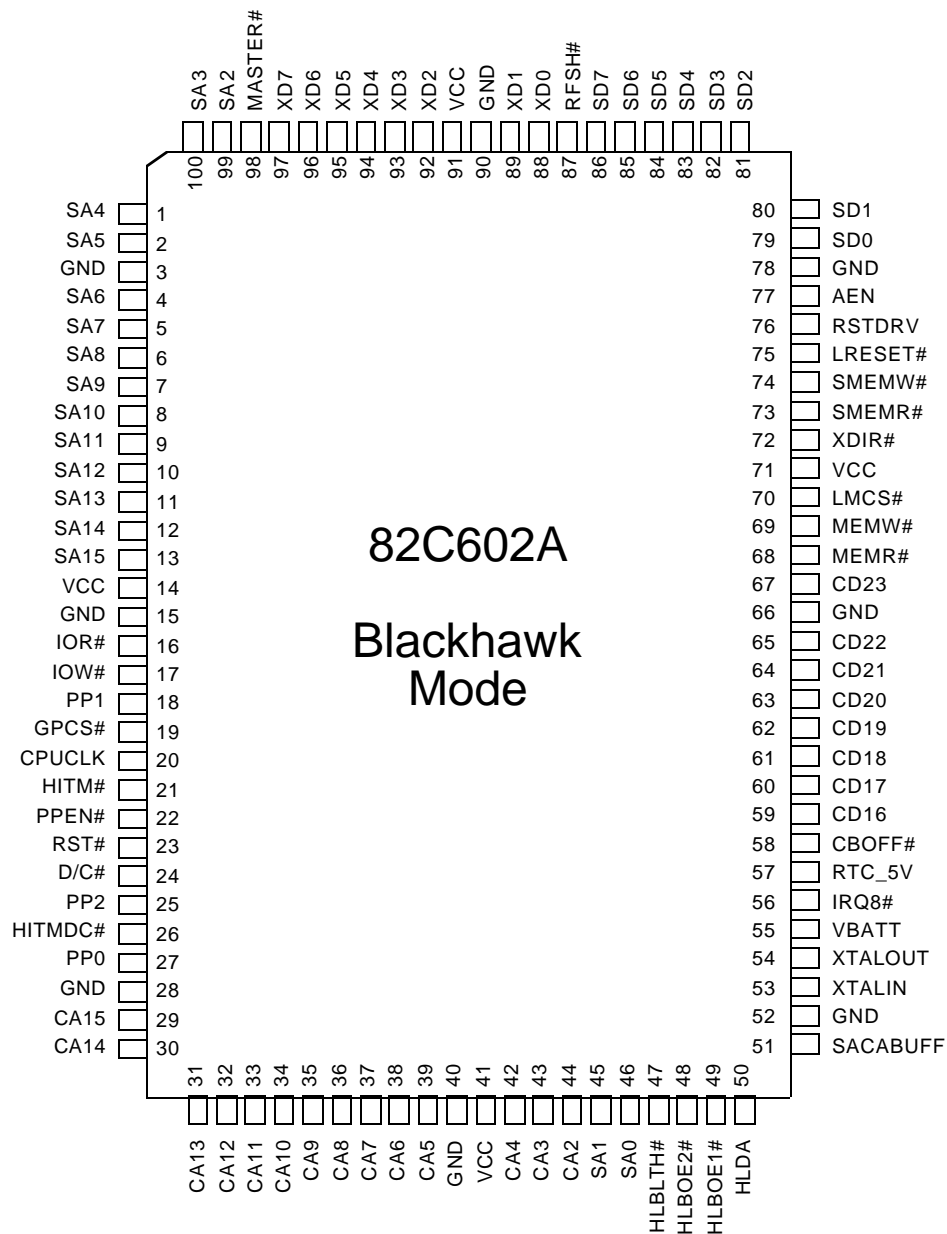 SA3 SA2 MASTER# XD7 XD6 XD5 XD4 XD3 XD2 VCC GND XD1 XD0 RFSH# SD7 SD6 SD5 SD4 SD3 SD2
100 99 98 97 96 95 94 93 92 91 90 89 88 87 86 85 84 83 82 81
SA4 1 80 SD1
SA5 2 79 SD0
GND 3 78 GND
SA6 4 77 AEN
SA7 5 76 RSTDRV
SA8 6 75 LRESET#
SA9 7 74 SMEMW#
SA10 8 73 SMEMR#
SA11 9 72 XDIR#
SA12 10 71 VCC
SA13 11 70 LMCS#
SA14 12 69 MEMW#
SA15 13 68 MEMR#
VCC 14 67 CD23
GND 15 66 GND
IOR# 16 65 CD22
IOW# 17 64 CD21
PP1 18 63 CD20
GPCS# 19 62 CD19
CPUCLK 20 61 CD18
HITM# 21 60 CD17
PPEN# 22 59 CD16
RST# 23 58 CBOFF#
D/C# 24 57 RTC_5V
PP2 25 56 IRQ8#
HITMDC# 26 55 VBATT
PP0 27 54 XTALOUT
GND 28 53 XTALIN
CA15 29 52 GND
CA14 30 51 SACABUFF
82C602A
Blackhawk
Mode
31 32 33 34 35 36 37 38 39 40 41 42 43 44 45 46 47 48 49 50
CA13 CA12 CA11 CA10 CA9 CA8 CA7 CA6 CA5 GND VCC CA4 CA3 CA2 SA1 SA0 HLBLTH# HLBOE2# HLBOE1# HLDA